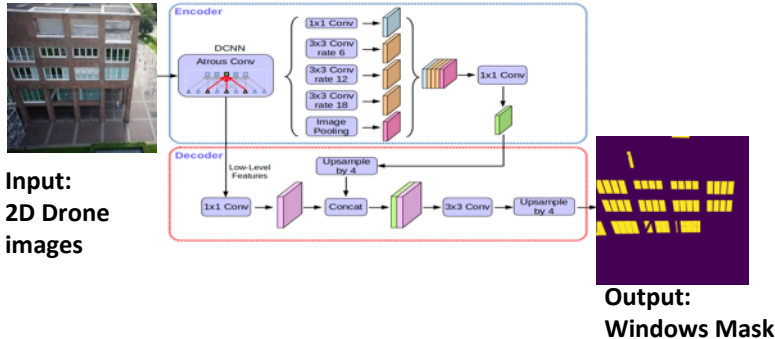 Encoder
DCNN
Atrous Conv
1x1 Conv
3x3 Conv
rate 6
3x3 Conv
rate 12
3x3 Conv
rate 18
Image
Pooling
1x1 Conv
Input:
2D Drone
images
Decoder
Low-Level
Features
Upsample
by 4
1x1 Conv
Concat
3x3 Conv
Upsample
by 4
Output:
Windows Mask